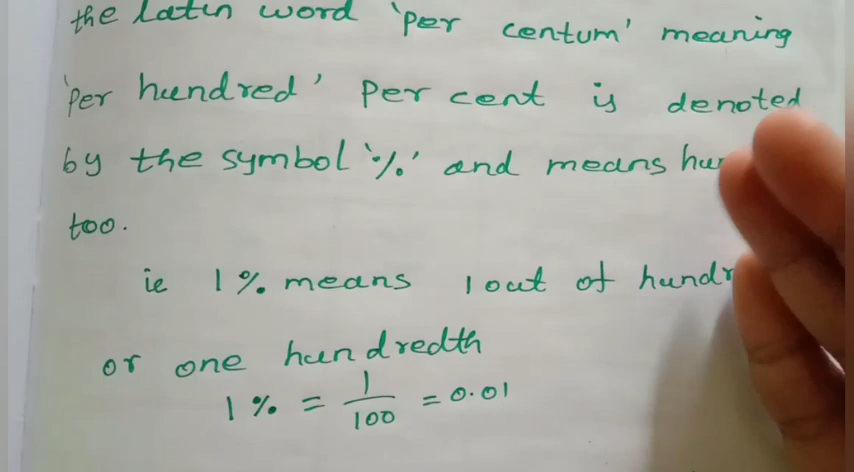 the Latin word 'per centum' meaning
'per hundred' per cent is denoted
by the symbol '%' and means
too.
ie 1% means 1 out of
or one hundredth
1% = 1/100 = 0.01